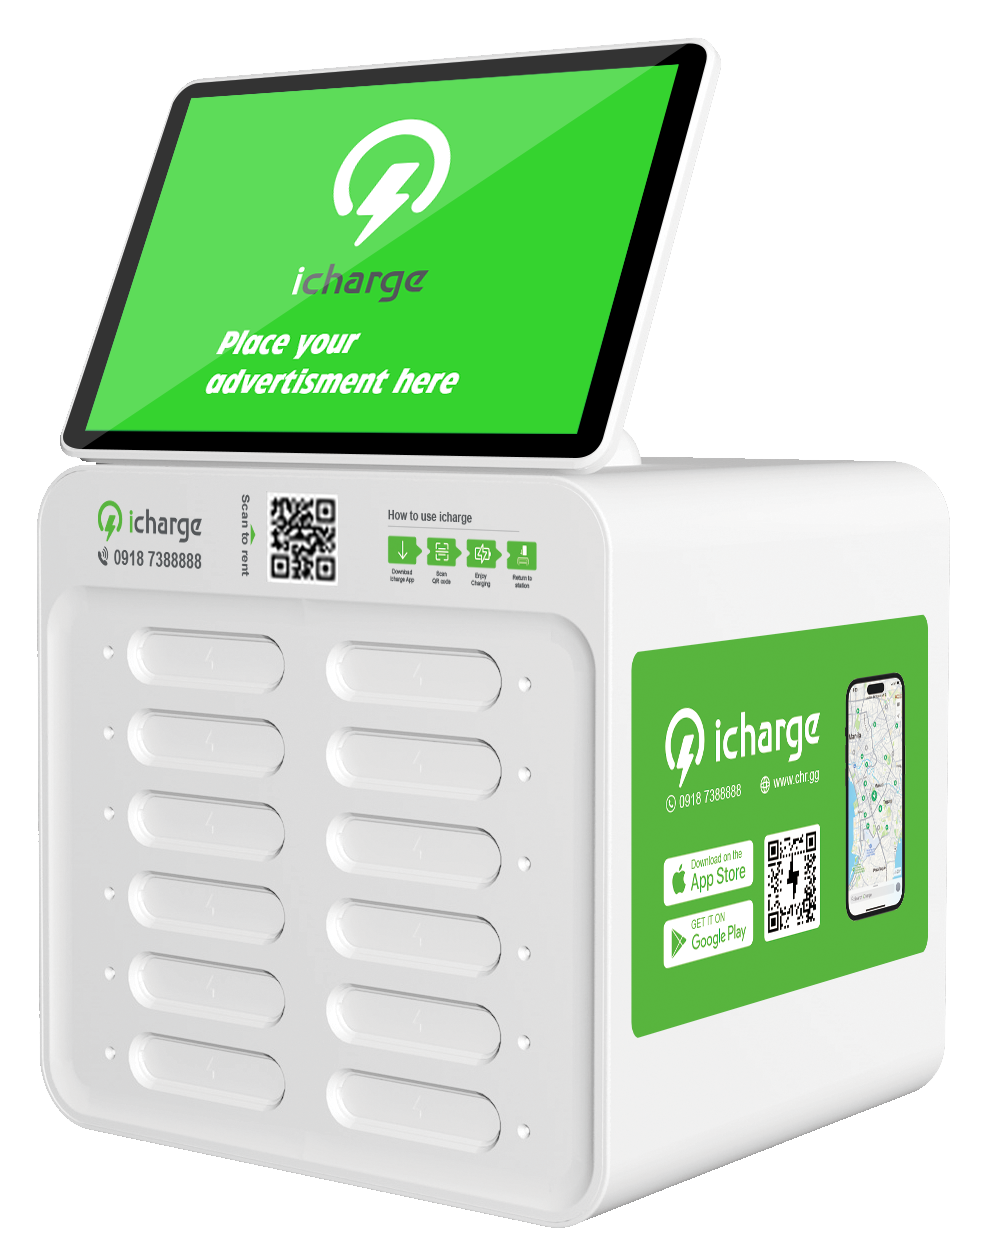 icharge
Place your
advertisment here
icharge
0918 7388888
Scan to rent
How to use icharge
Download
icharge App
Scan
QR code
Enjoy
Charging
Return to
station
icharge
0918 7388888
www.chr.gg
Download on the
App Store
GET IT ON
Google Play
Manila